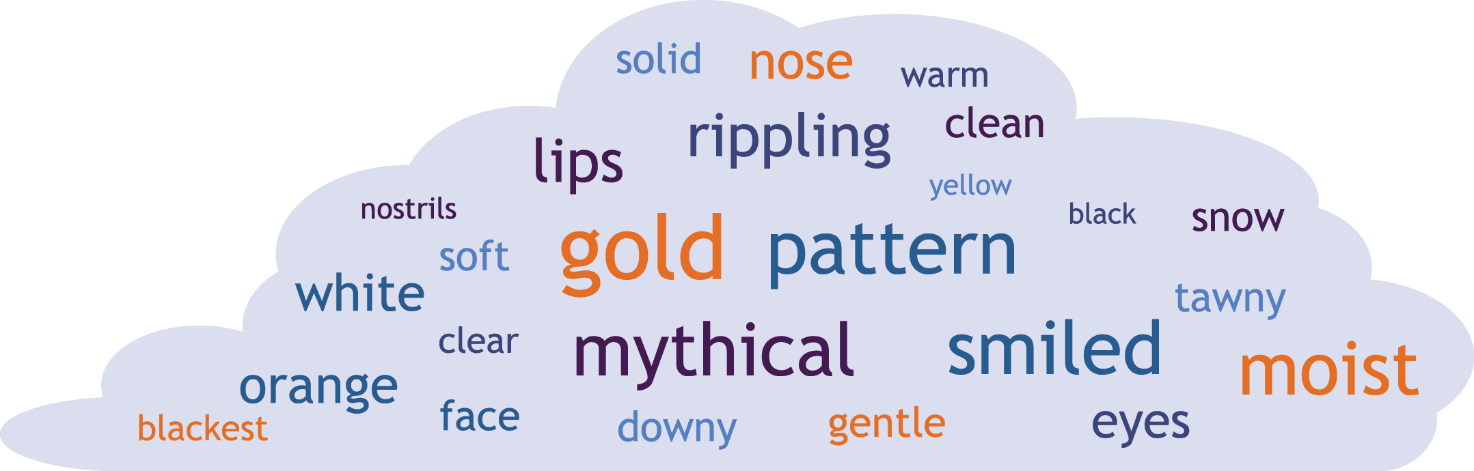 solid nose warm
rippling clean
lips
yellow
nostrils black snow
soft gold pattern
white tawny
clear mythical smiled moist
orange
blackest face downy gentle eyes